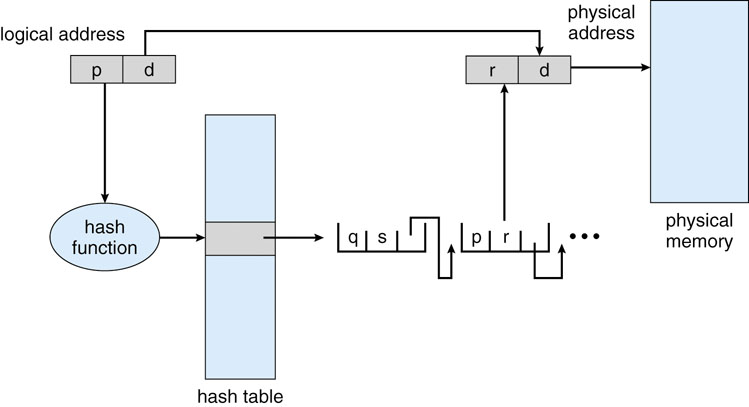 logical address
physical
address
p d
r d
hash
function
q s
p r
•••
physical
memory
hash table